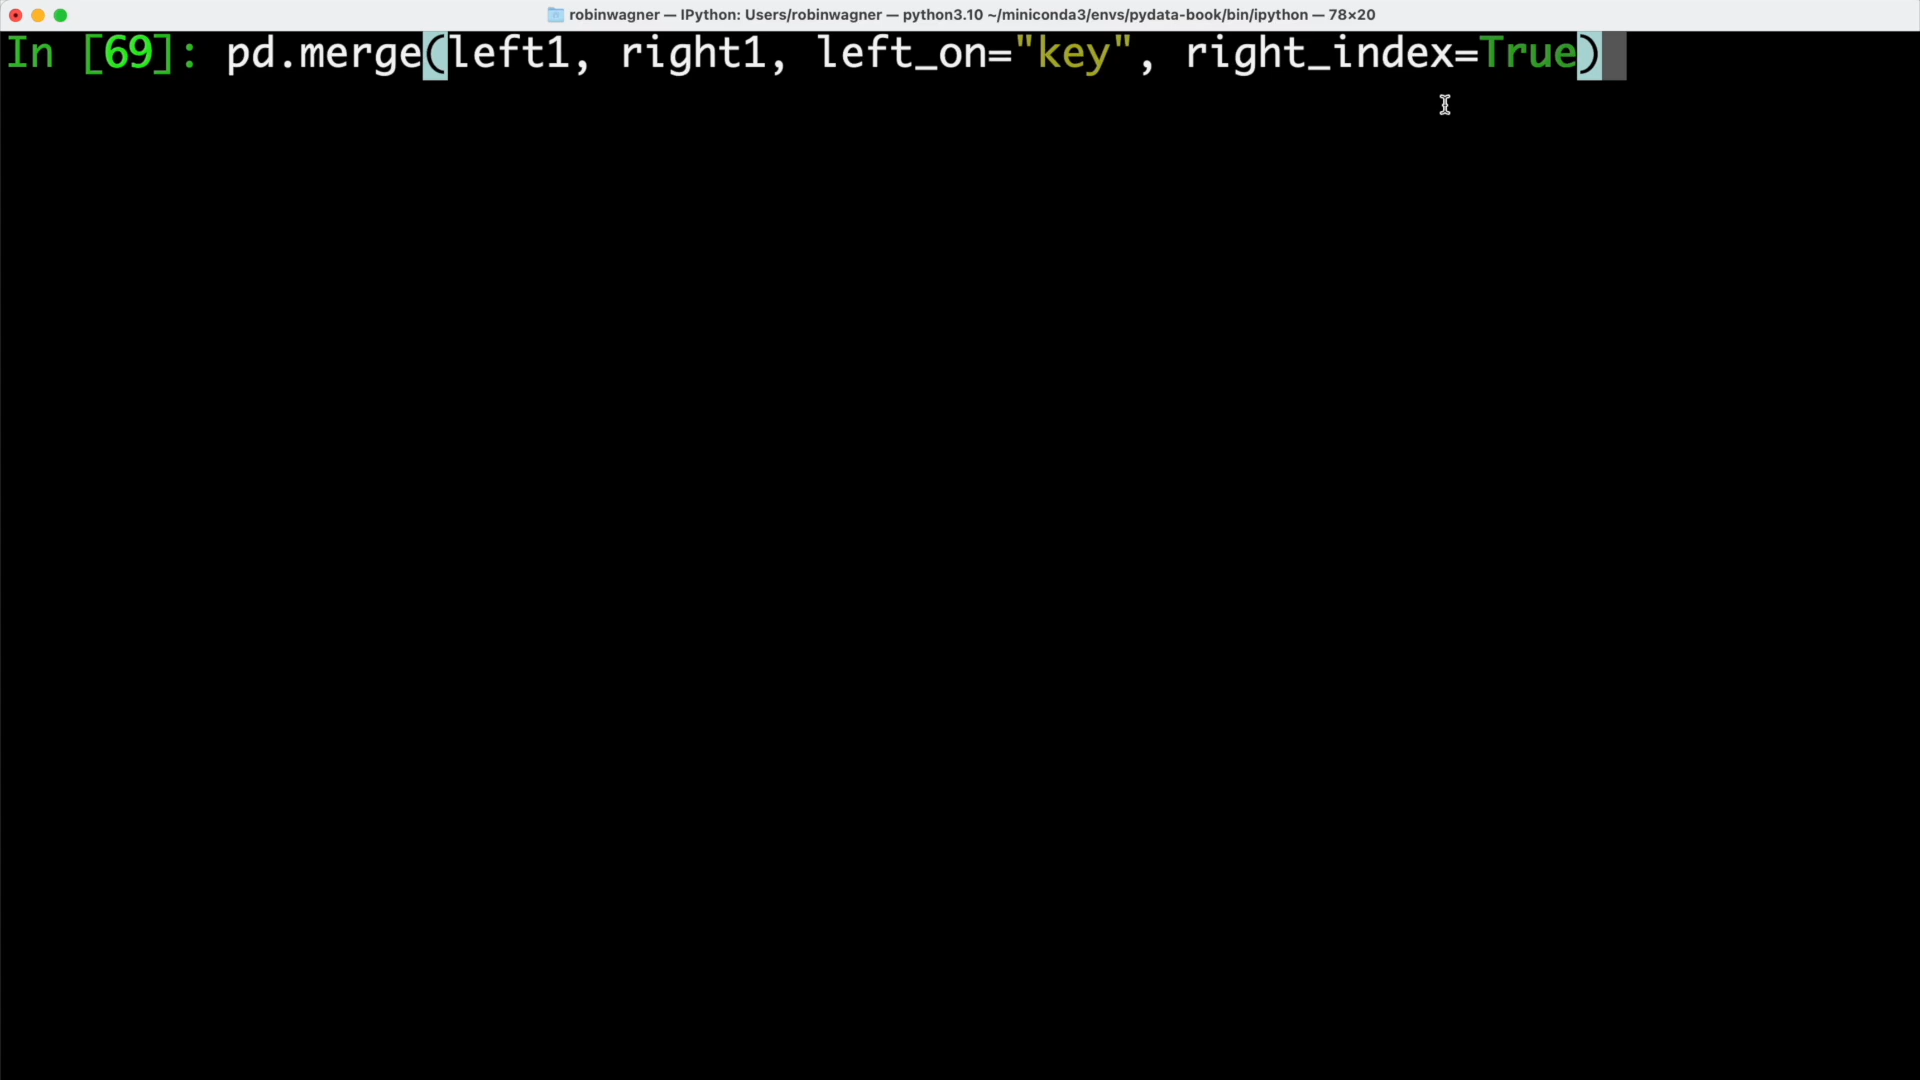 robinwagner — IPython: Users/robinwagner — python3.10 ~/miniconda3/envs/pydata-book/bin/ipython — 78×20
In [69]: pd.merge(left1, right1, left_on="key", right_index=True)